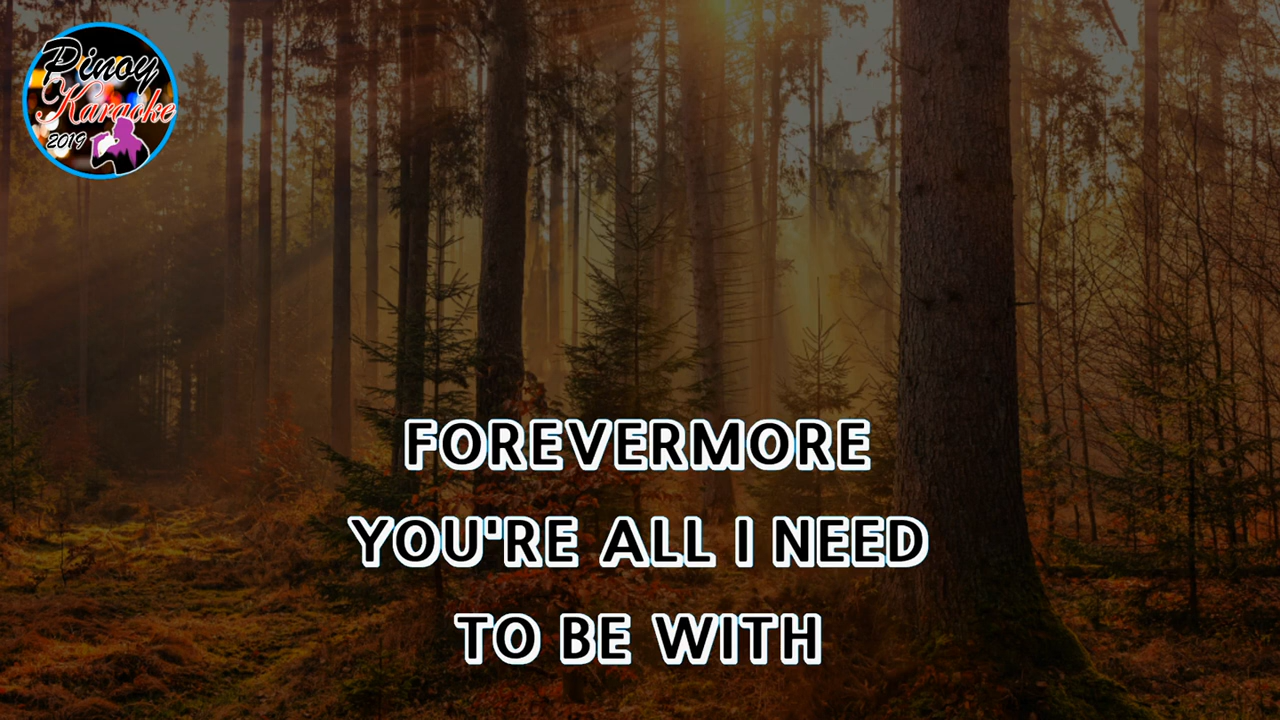 Pinoy
Karaoke
2019
FOREVERMORE
YOU'RE ALL I NEED
TO BE WITH